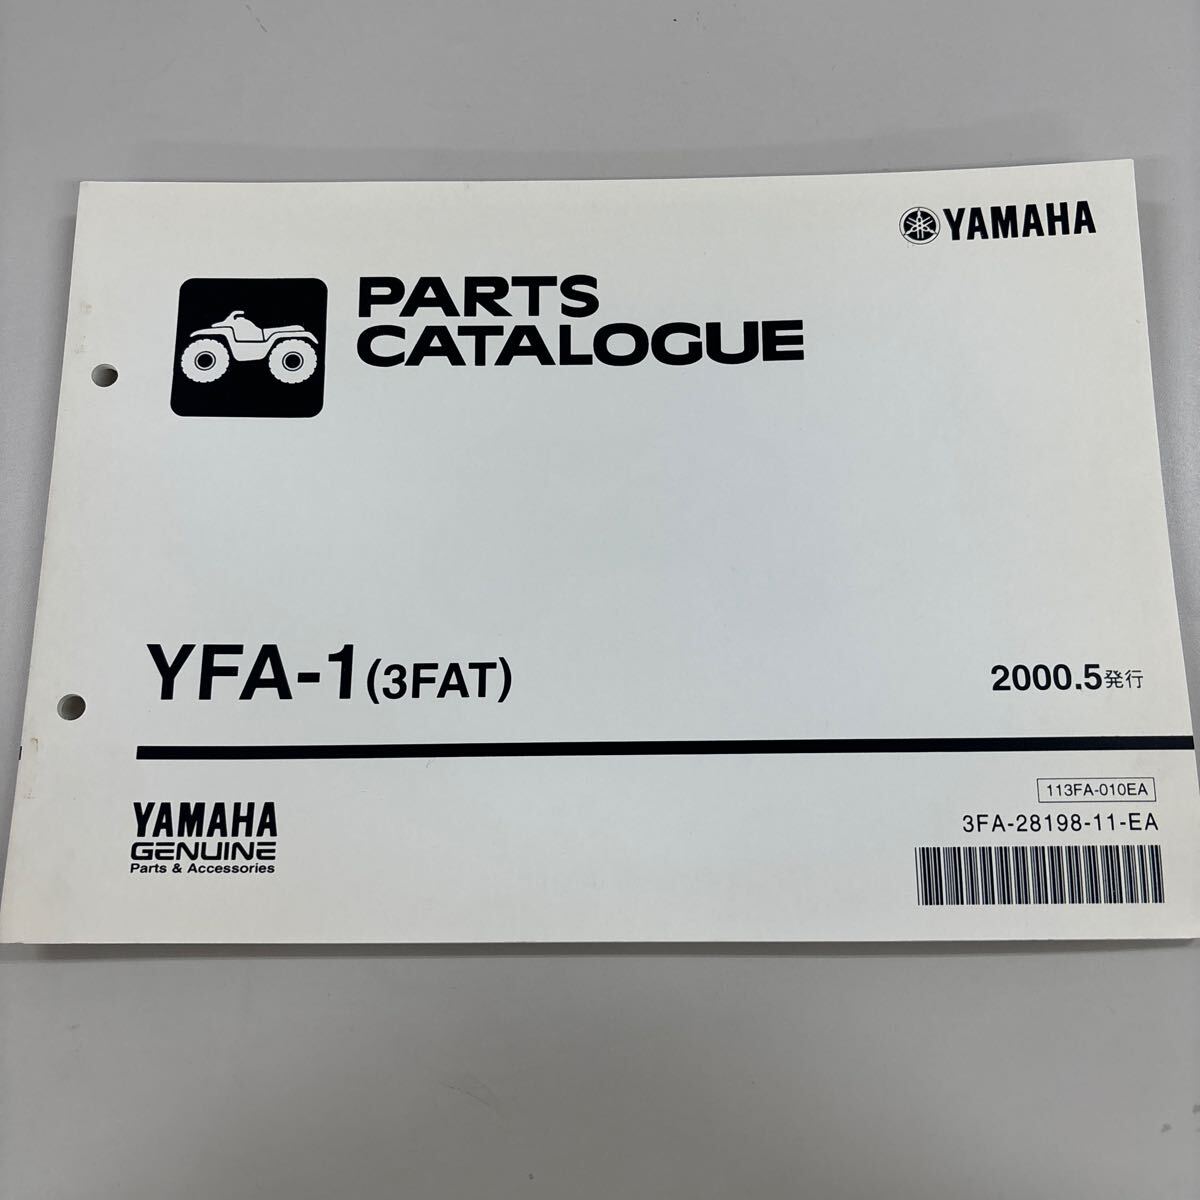 YAMAHA
PARTS
CATALOGUE
YFA-1 (3FAT)
2000.5発行
113FA-010EA
3FA-28198-11-EA
YAMAHA
GENUINE
Parts & Accessories